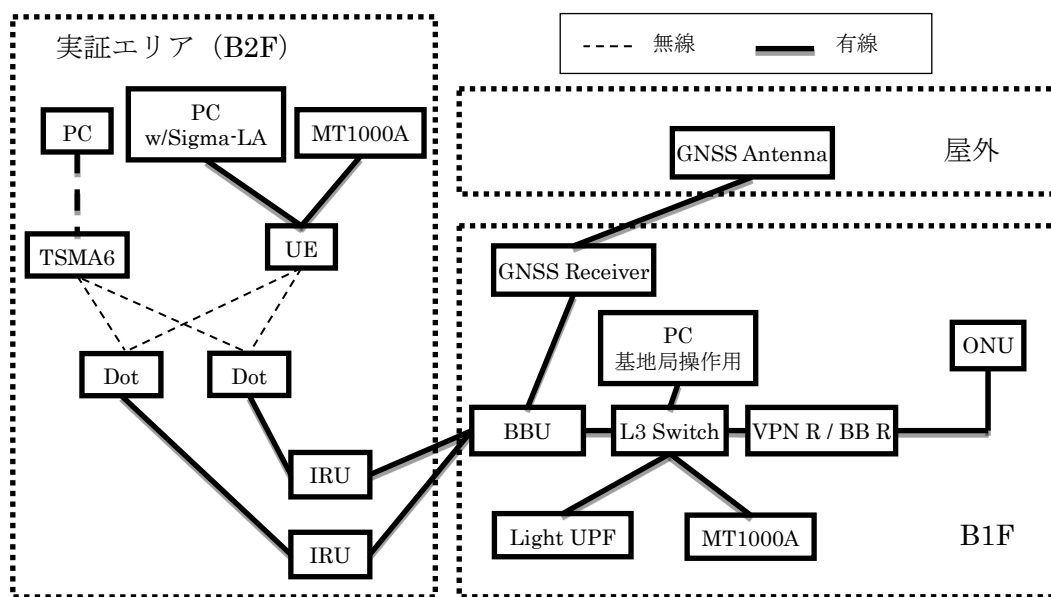 実証エリア（B2F）
無線
有線
PC
PC
w/Sigma-LA
MT1000A
GNSS Antenna
屋外
TSMA6
UE
GNSS Receiver
PC
基地局操作用
ONU
Dot
Dot
BBU
L3 Switch
VPN R / BB R
IRU
Light UPF
MT1000A
B1F
IRU